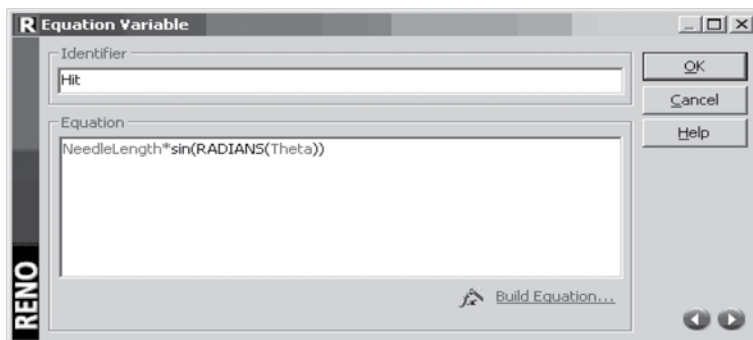 R Equation Variable
Identifier
Hit
OK
Cancel
Help
Equation
NeedleLength*sin(RADIANS(Theta))
Build Equation...
RENO